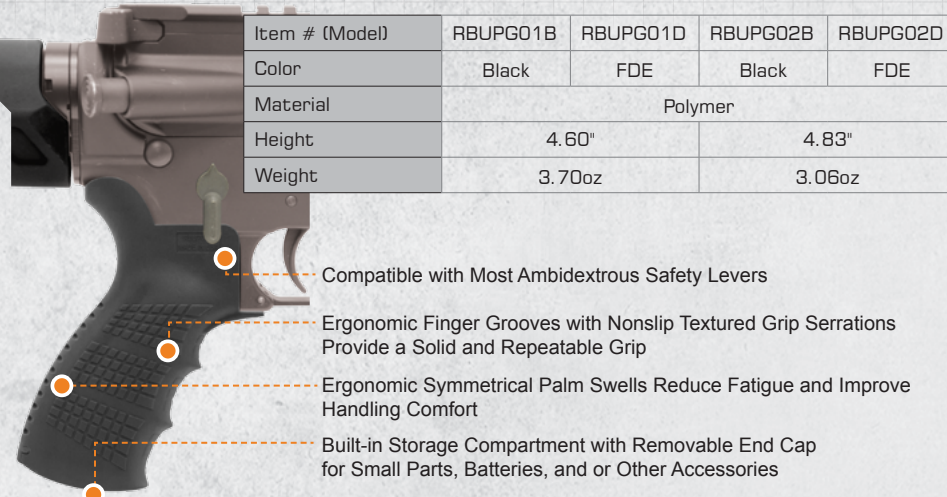 Item # (Model) RBUPG01B RBUPG01D RBUPG02B RBUPG02D
Color Black FDE Black FDE
Material Polymer
Height 4.60" 4.83"
Weight 3.70oz 3.06oz
Compatible with Most Ambidextrous Safety Levers
Ergonomic Finger Grooves with Nonslip Textured Grip Serrations
Provide a Solid and Repeatable Grip
Ergonomic Symmetrical Palm Swells Reduce Fatigue and Improve
Handling Comfort
Built-in Storage Compartment with Removable End Cap
for Small Parts, Batteries, and or Other Accessories